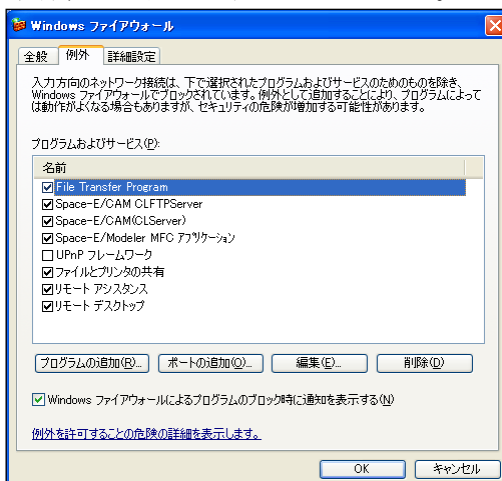 Windows ファイアウォール
全般 例外 詳細設定
入力方向のネットワーク接続は、下で選択されたプログラムおよびサービスのためのものを除き、
Windows ファイアウォールでブロックされています。例外として追加することにより、プログラムによって
は動作がよくなる場合もありますが、セキュリティの危険が増加する可能性があります。
プログラムおよびサービス(P):
名前
File Transfer Program
Space-E/CAM CLFTPServer
Space-E/CAM(CLServer)
Space-E/Modeler MFC アプリケーション
UPnP フレームワーク
ファイルとプリンタの共有
リモート アシスタンス
リモート デスクトップ
プログラムの追加(R)... ポートの追加(O)... 編集(E)... 削除(D)
Windows ファイアウォールによるプログラムのブロック時に通知を表示する(N)
例外を許可することの危険の詳細を表示します。
OK キャンセル